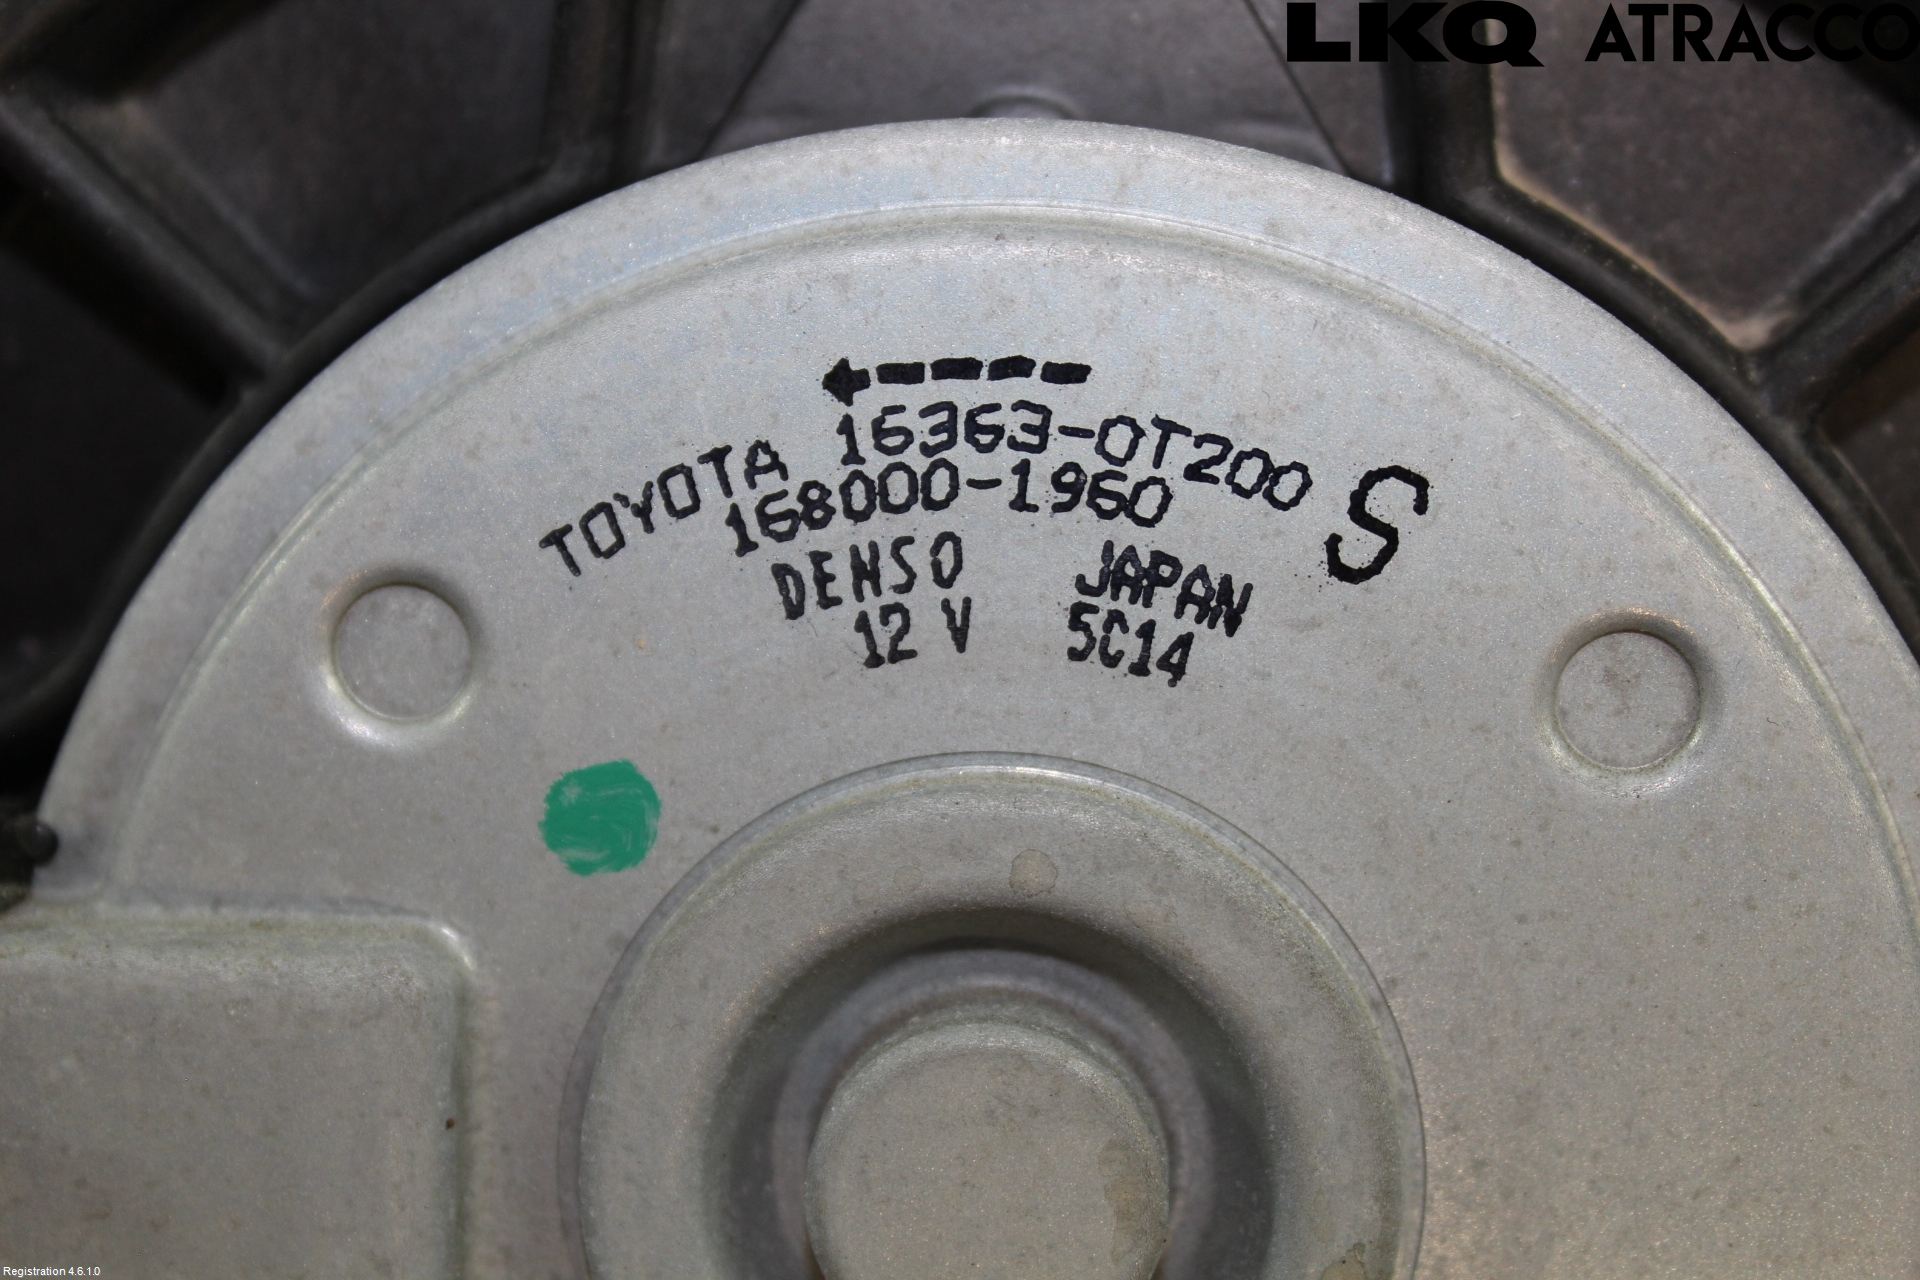 LKQ ATRACCO
TOYOTA 16363-0T200 S
168000-1960
DENSO JAPAN
12 V 5C14
Registration 4.6.1.0